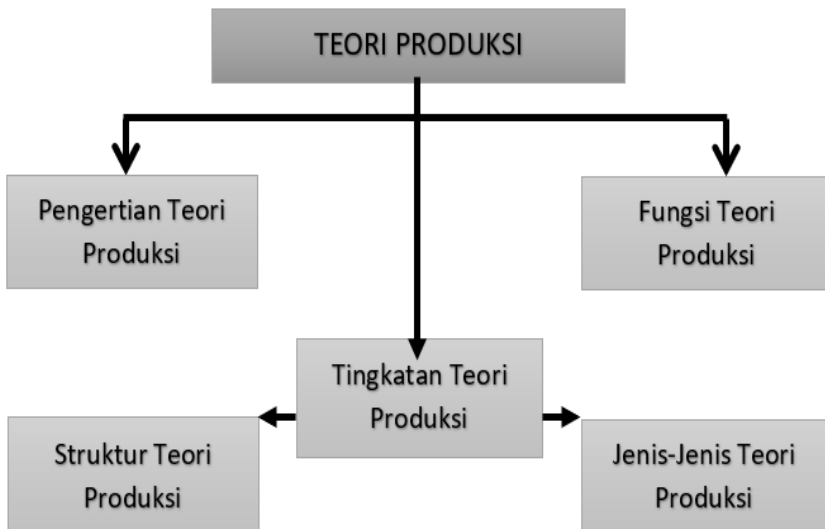 TEORI PRODUKSI
Pengertian Teori
Produksi
Fungsi Teori
Produksi
Tingkatan Teori
Produksi
Struktur Teori
Produksi
Jenis-Jenis Teori
Produksi